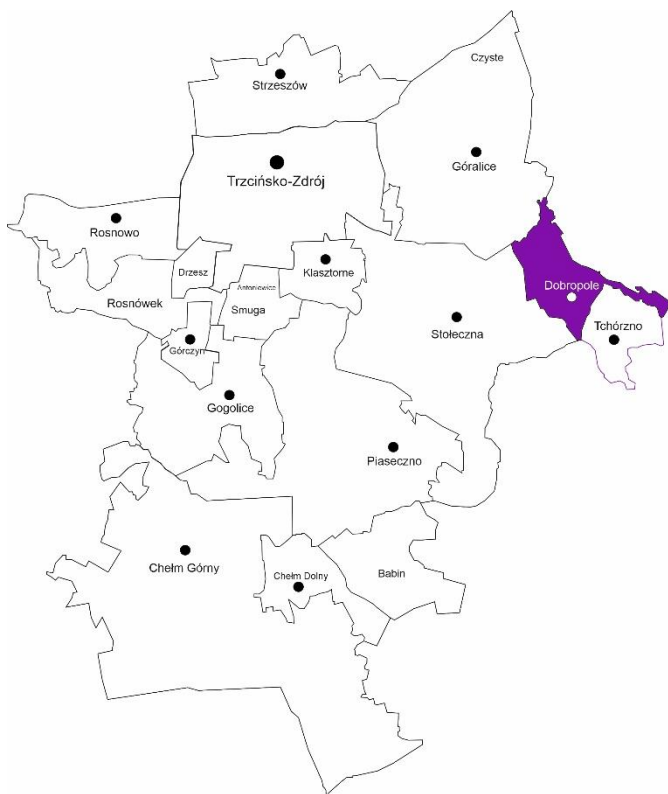 Czyste
Strzeszów
Góralice
Trzcińsko-Zdrój
Rosnowo
Drzesz
Klasztorne
Dobropole
Antoniewice
Rosnówek
Smuga
Stołeczna
Tchórzno
Górczyn
Gogolice
Piaseczno
Chełm Górny
Chełm Dolny
Babin